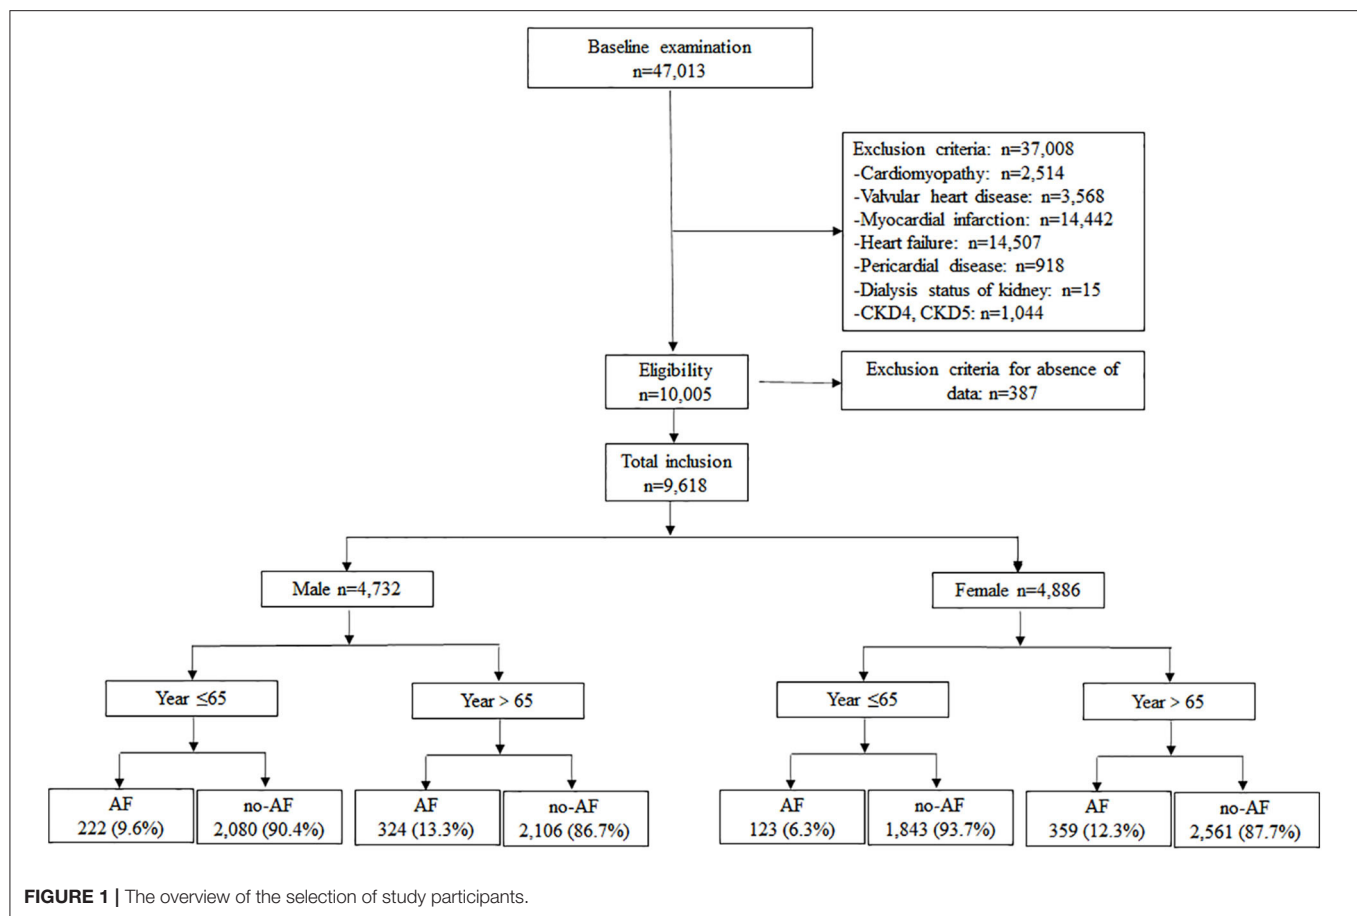 Baseline examination
n=47,013
Exclusion criteria: n=37,008
-Cardiomyopathy: n=2,514
-Valvular heart disease: n=3,568
-Myocardial infarction: n=14,442
-Heart failure: n=14,507
-Pericardial disease: n=918
-Dialysis status of kidney: n=15
-CKD4, CKD5: n=1,044
Eligibility
n=10,005
Exclusion criteria for absence of
data: n=387
Total inclusion
n=9,618
Male n=4,732
Female n=4,886
Year ≤65
Year > 65
Year ≤65
Year > 65
AF
222 (9.6%)
no-AF
2,080 (90.4%)
AF
324 (13.3%)
no-AF
2,106 (86.7%)
AF
123 (6.3%)
no-AF
1,843 (93.7%)
AF
359 (12.3%)
no-AF
2,561 (87.7%)
FIGURE 1 | The overview of the selection of study participants.